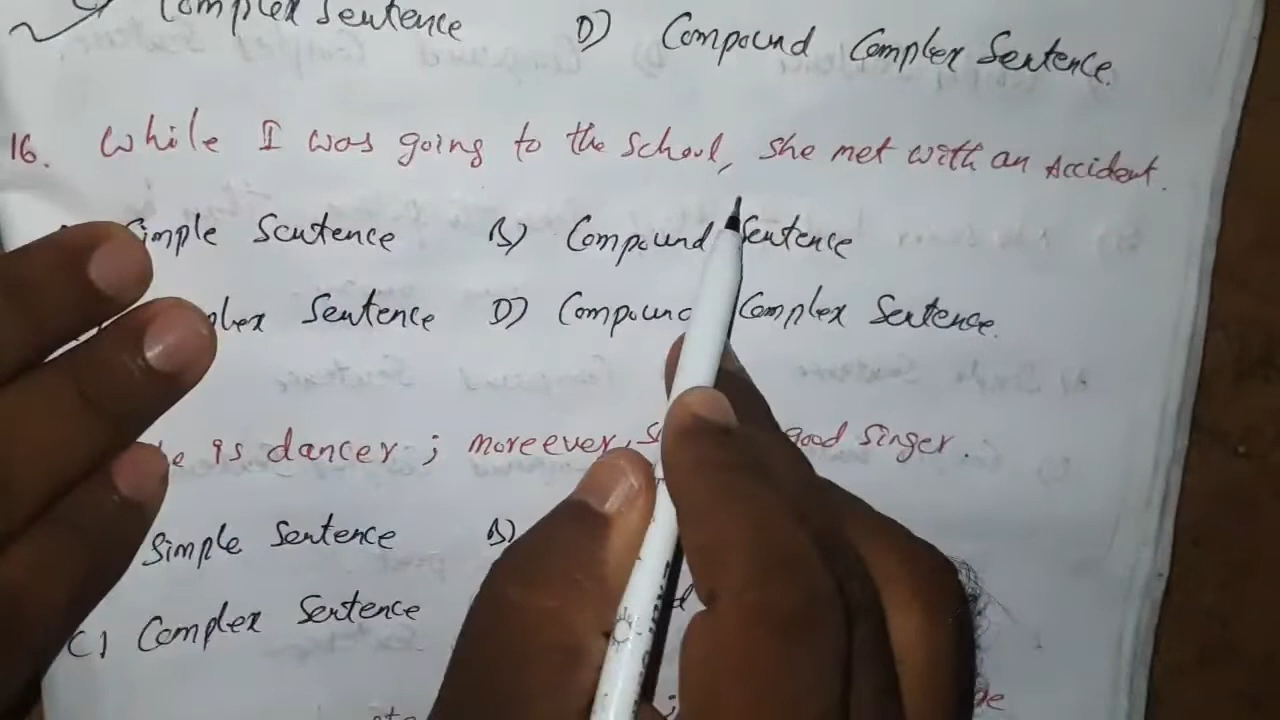 Complex Sentence D) Compound Complex Sentence.
16. While I was going to the school, she met with an Accident.
Simple Sentence B) Compound Sentence
plex Sentence D) Compound Complex Sentence.
is dancer ; moreever, good singer.
Simple Sentence B)
C) Complex Sentence
;